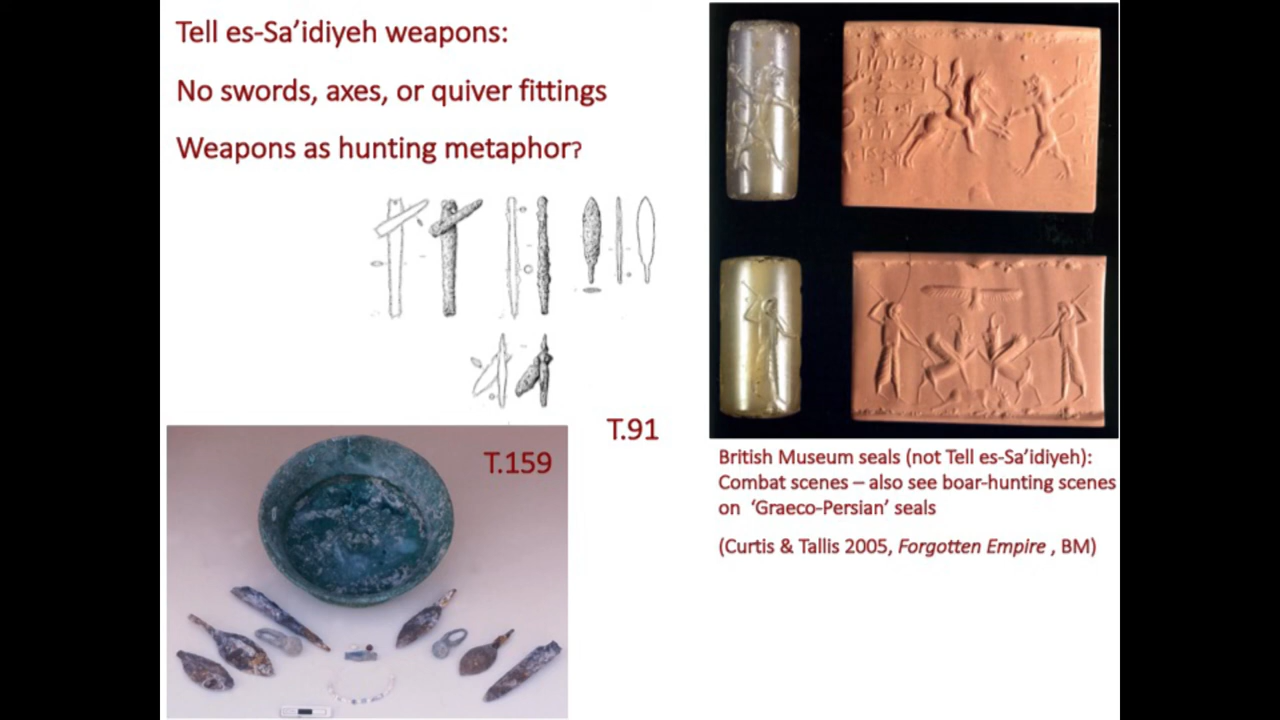 Tell es-Sa’idiyeh weapons:
No swords, axes, or quiver fittings
Weapons as hunting metaphor?
T.91
T.159
British Museum seals (not Tell es-Sa’idiyeh):
Combat scenes – also see boar-hunting scenes
on ‘Graeco-Persian’ seals
(Curtis & Tallis 2005, Forgotten Empire , BM)